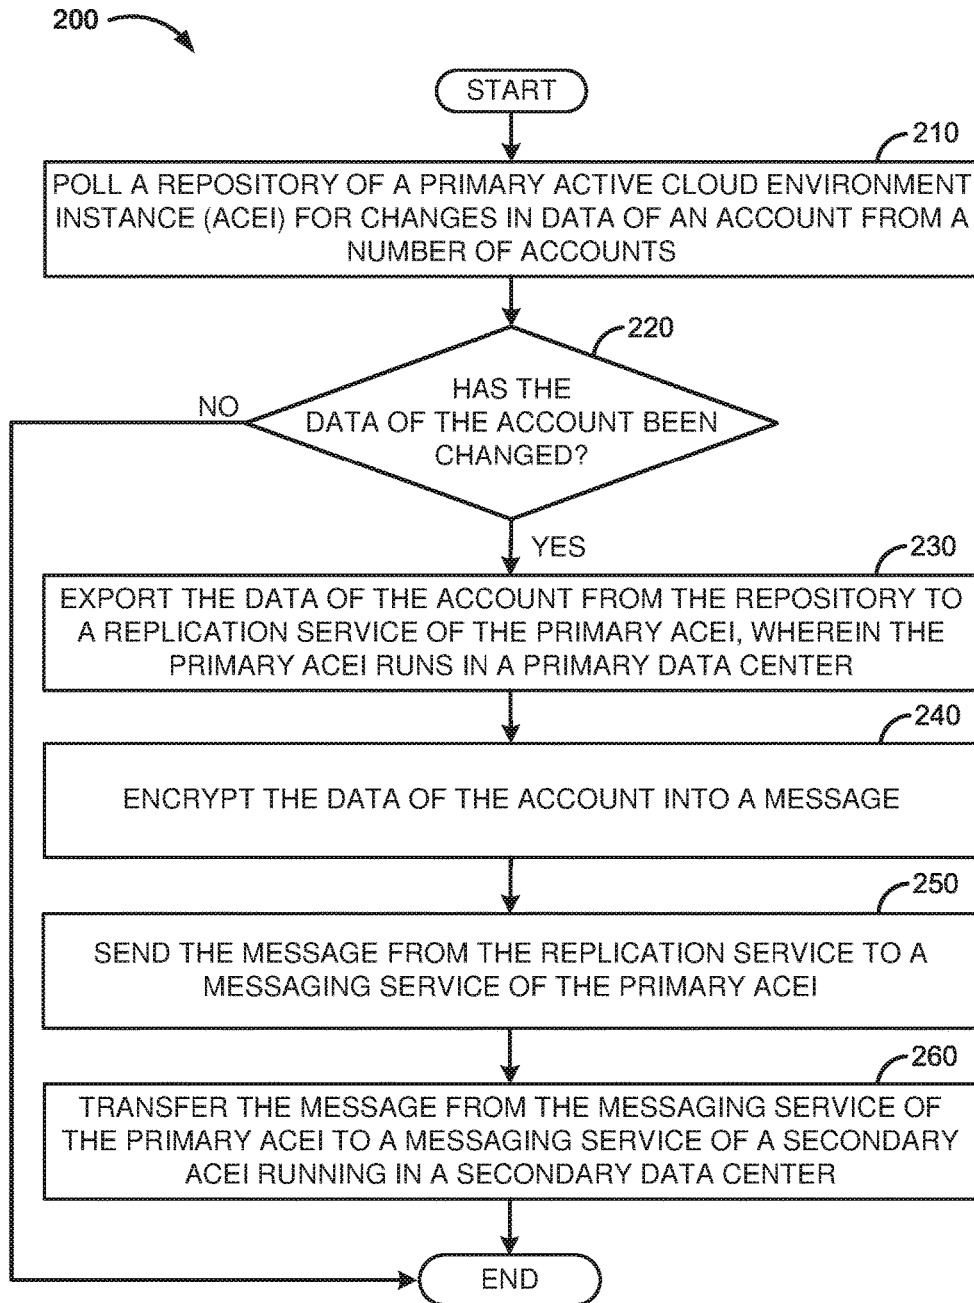 200
START
210
POLL A REPOSITORY OF A PRIMARY ACTIVE CLOUD ENVIRONMENT
INSTANCE (ACEI) FOR CHANGES IN DATA OF AN ACCOUNT FROM A
NUMBER OF ACCOUNTS
220
HAS THE
DATA OF THE ACCOUNT BEEN
CHANGED?
NO
YES
230
EXPORT THE DATA OF THE ACCOUNT FROM THE REPOSITORY TO
A REPLICATION SERVICE OF THE PRIMARY ACEI, WHEREIN THE
PRIMARY ACEI RUNS IN A PRIMARY DATA CENTER
240
ENCRYPT THE DATA OF THE ACCOUNT INTO A MESSAGE
250
SEND THE MESSAGE FROM THE REPLICATION SERVICE TO A
MESSAGING SERVICE OF THE PRIMARY ACEI
260
TRANSFER THE MESSAGE FROM THE MESSAGING SERVICE OF
THE PRIMARY ACEI TO A MESSAGING SERVICE OF A SECONDARY
ACEI RUNNING IN A SECONDARY DATA CENTER
END